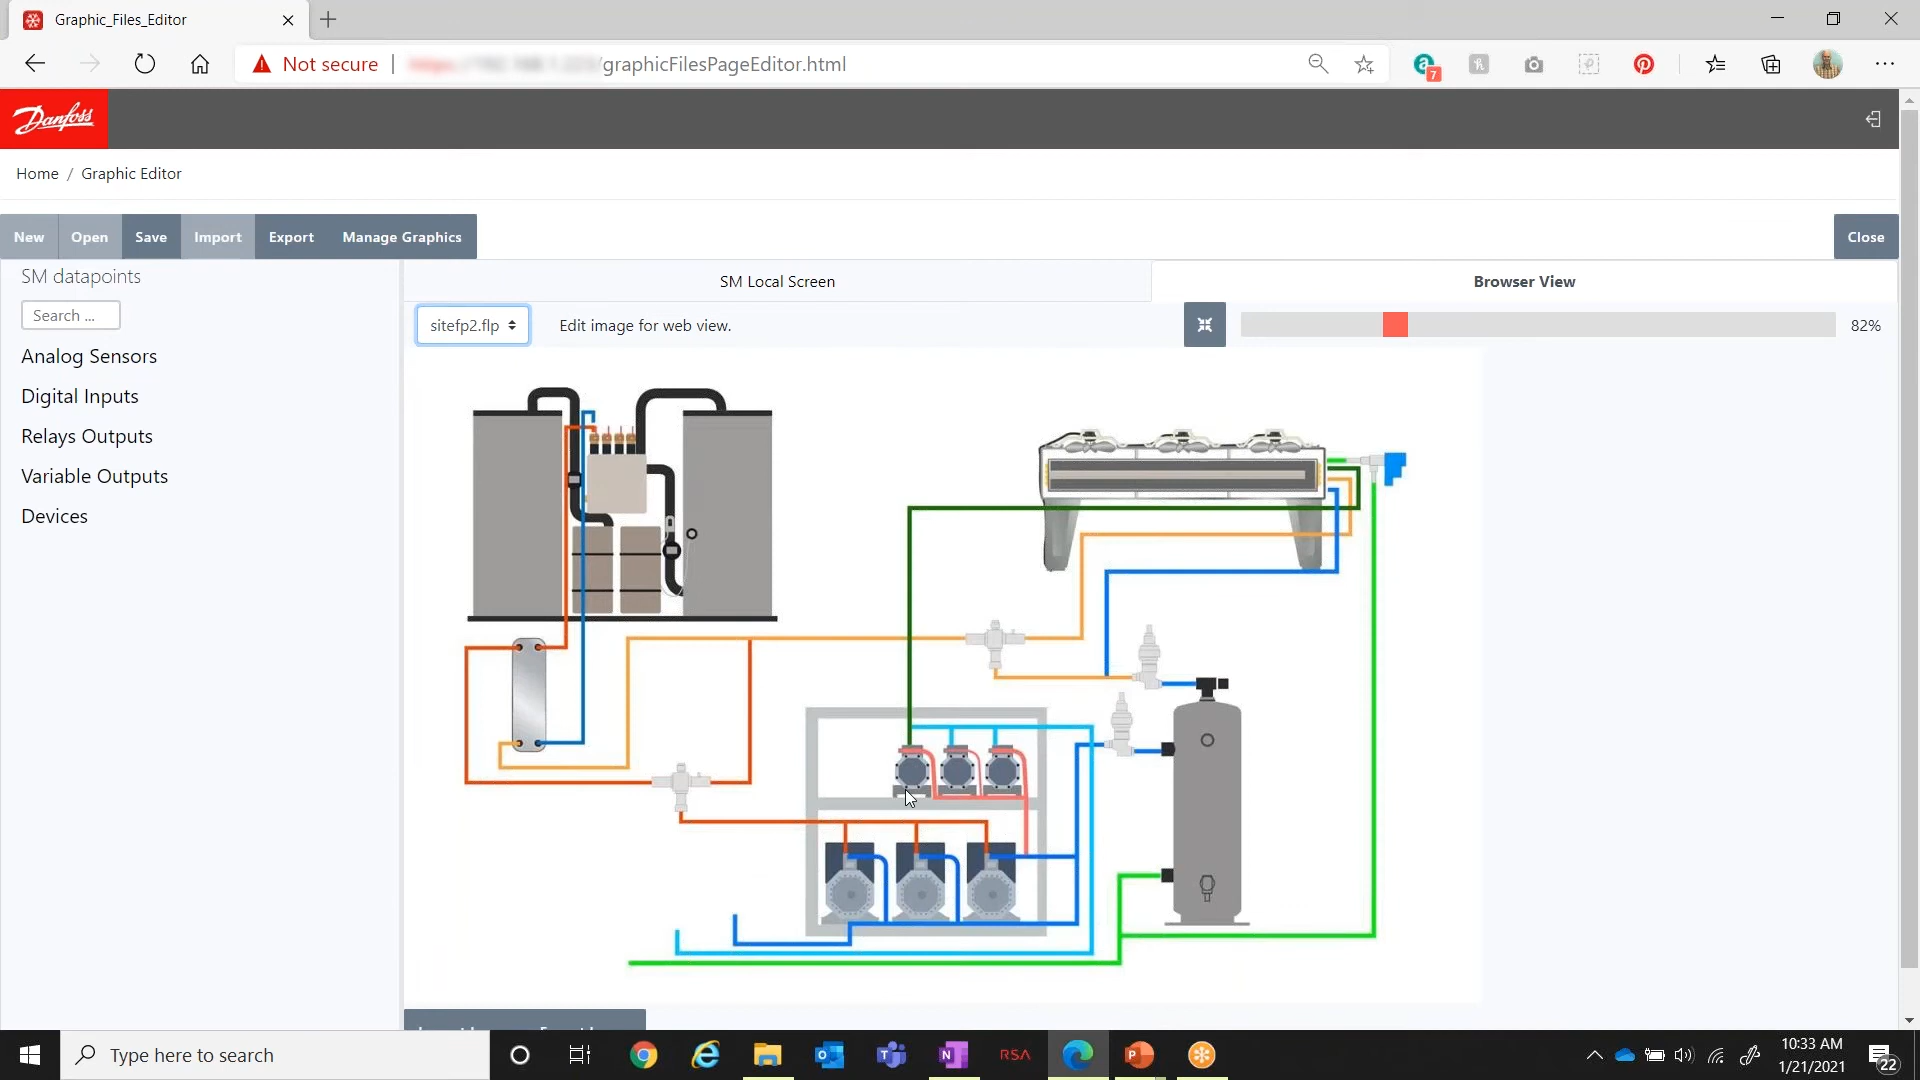 Graphic_Files_Editor
Not secure
/graphicFilesPageEditor.html
7
Danfoss
Home / Graphic Editor
New Open Save Import Export Manage Graphics Close
SM datapoints
Search ...
Analog Sensors
Digital Inputs
Relays Outputs
Variable Outputs
Devices
SM Local Screen Browser View
sitefp2.flp Edit image for web view. 82%
Type here to search
RSA
10:33 AM
1/21/2021
22